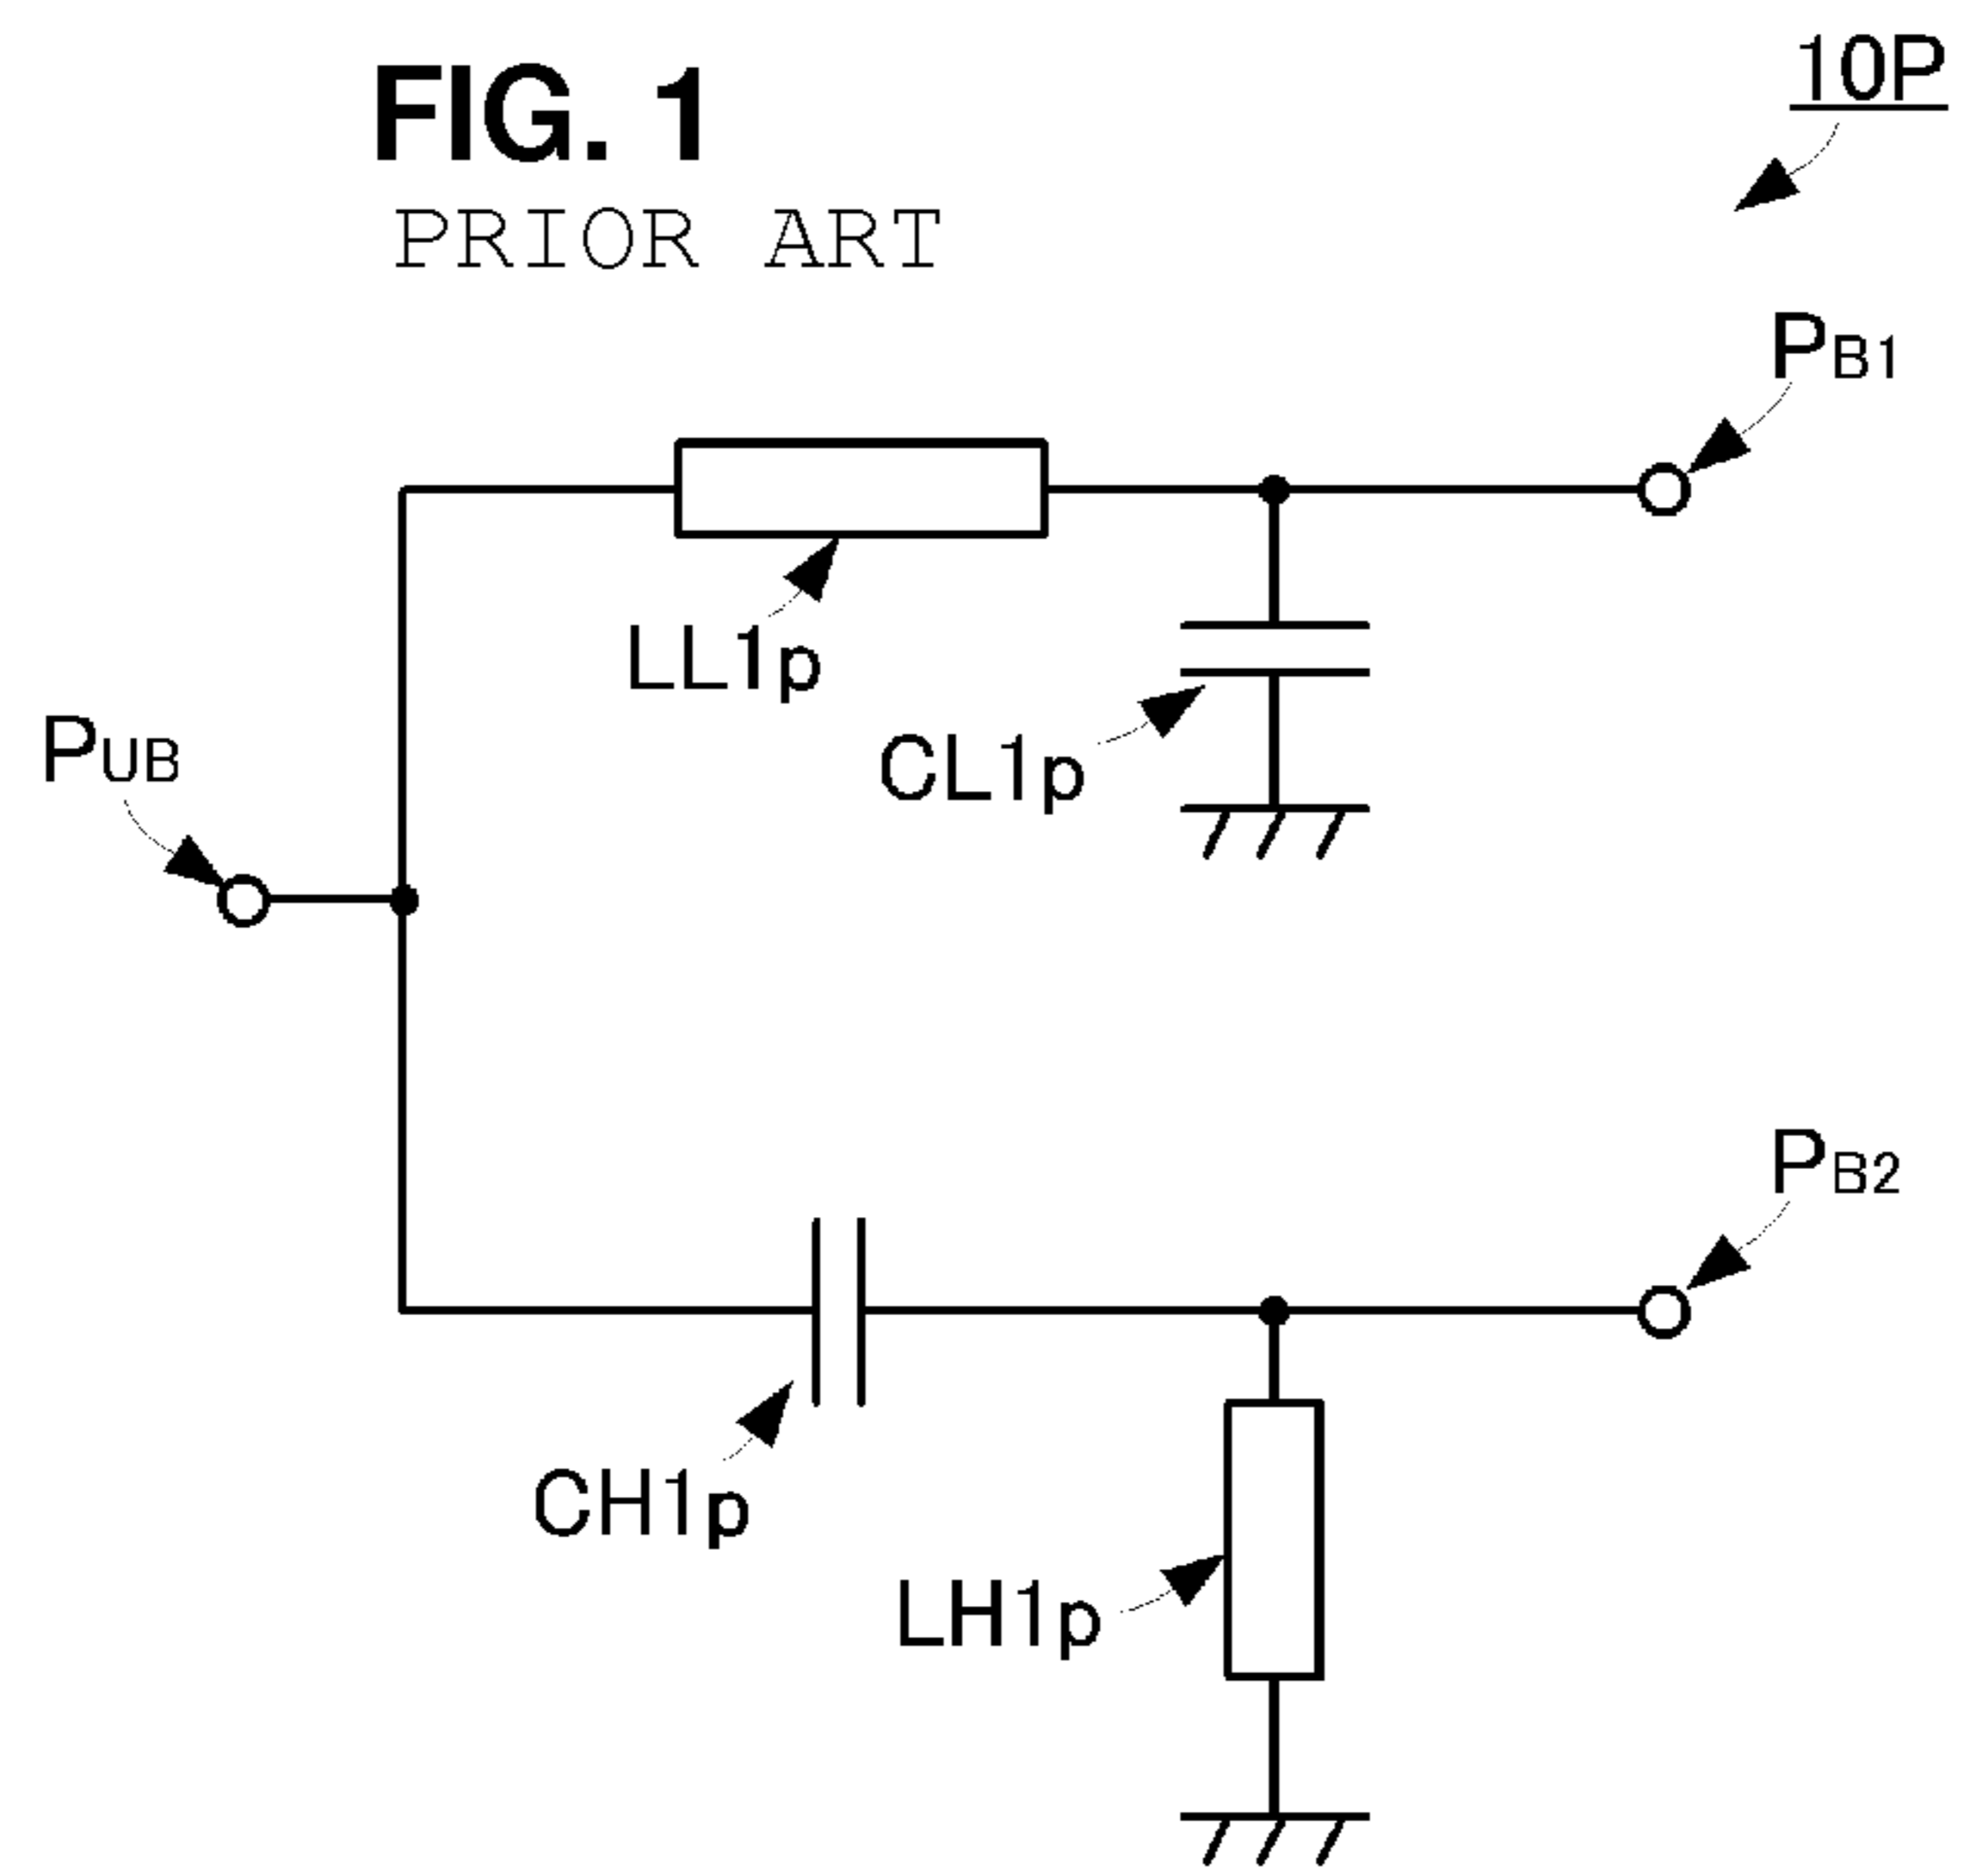 FIG. 1
10P
PRIOR ART
PB1
LL1p
CL1p
PUB
PB2
CH1p
LH1p